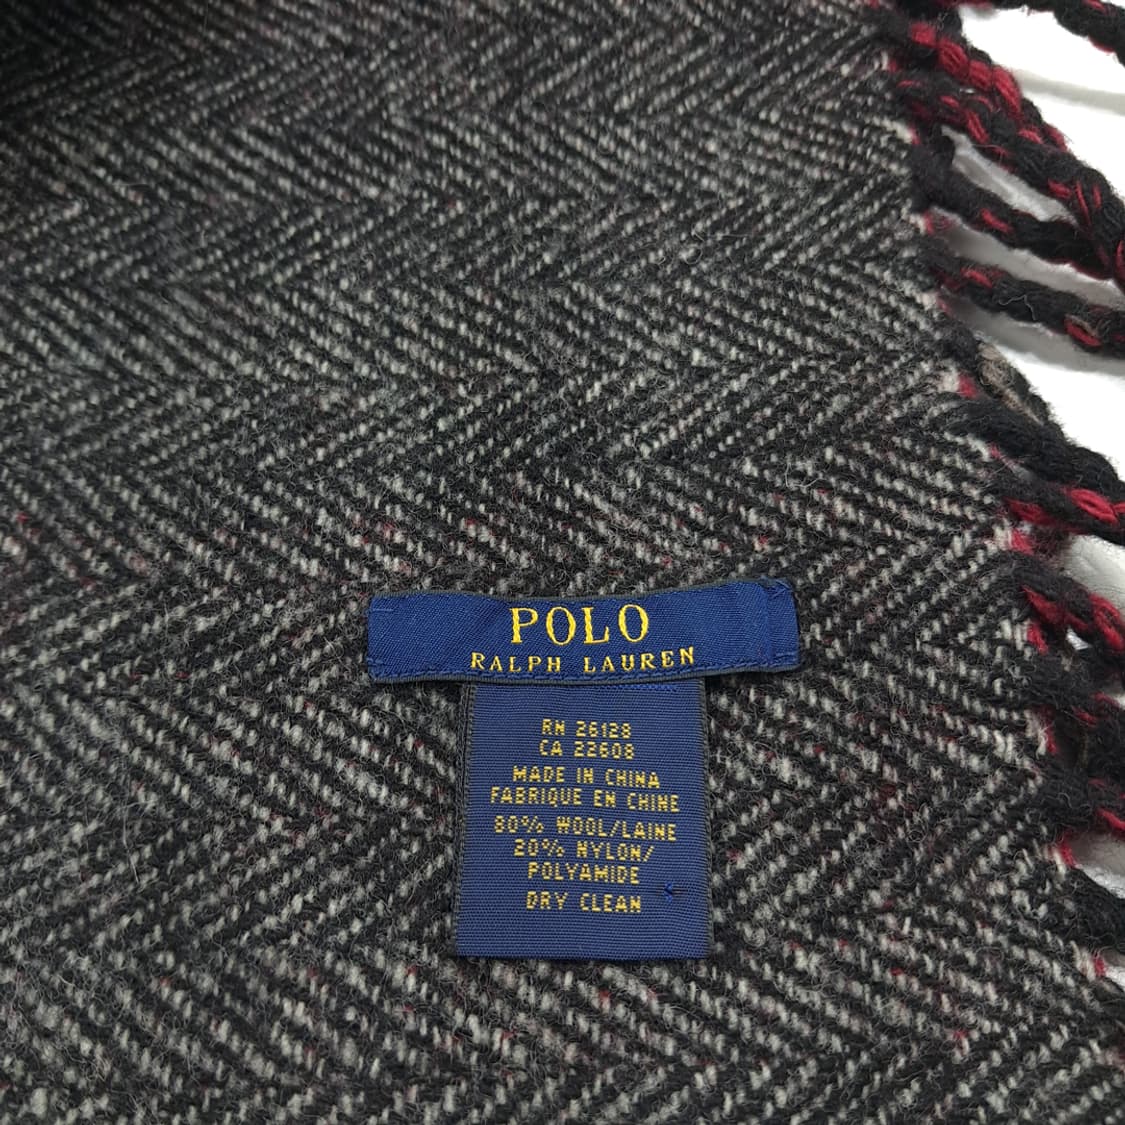 POLO
RALPH LAUREN
RN 26128
CA 22608
MADE IN CHINA
FABRIQUE EN CHINE
80% WOOL/LAINE
20% NYLON/
POLYAMIDE
DRY CLEAN